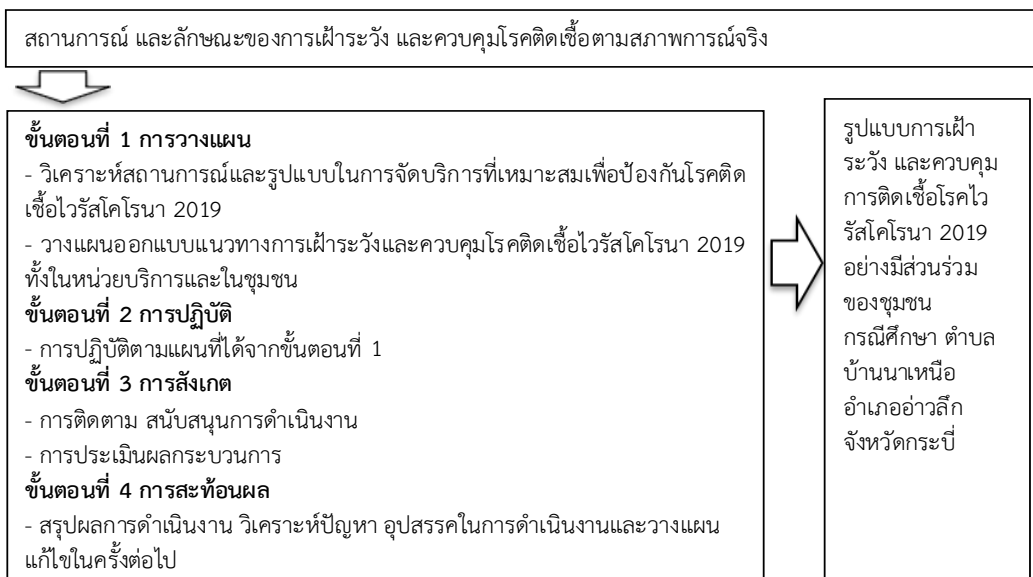 สถานการณ์ และลักษณะของการเฝ้าระวัง และควบคุมโรคติดเชื้อตามสภาพการณ์จริง
ขั้นตอนที่ 1 การวางแผน
- วิเคราะห์สถานการณ์และรูปแบบในการจัดบริการที่เหมาะสมเพื่อป้องกันโรคติด
เชื้อไวรัสโคโรนา 2019
- วางแผนออกแบบแนวทางการเฝ้าระวังและควบคุมโรคติดเชื้อไวรัสโคโรนา 2019
ทั้งในหน่วยบริการและในชุมชน
ขั้นตอนที่ 2 การปฏิบัติ
- การปฏิบัติตามแผนที่ได้จากขั้นตอนที่ 1
ขั้นตอนที่ 3 การสังเกต
- การติดตาม สนับสนุนการดำเนินงาน
- การประเมินผลกระบวนการ
ขั้นตอนที่ 4 การสะท้อนผล
- สรุปผลการดำเนินงาน วิเคราะห์ปัญหา อุปสรรคในการดำเนินงานและวางแผน
แก้ไขในครั้งต่อไป
รูปแบบการเฝ้า
ระวัง และควบคุม
การติดเชื้อโรคไว
รัสโคโรนา 2019
อย่างมีส่วนร่วม
ของชุมชน
กรณีศึกษา ตำบล
บ้านนาเหนือ
อำเภออ่าวลึก
จังหวัดกระบี่